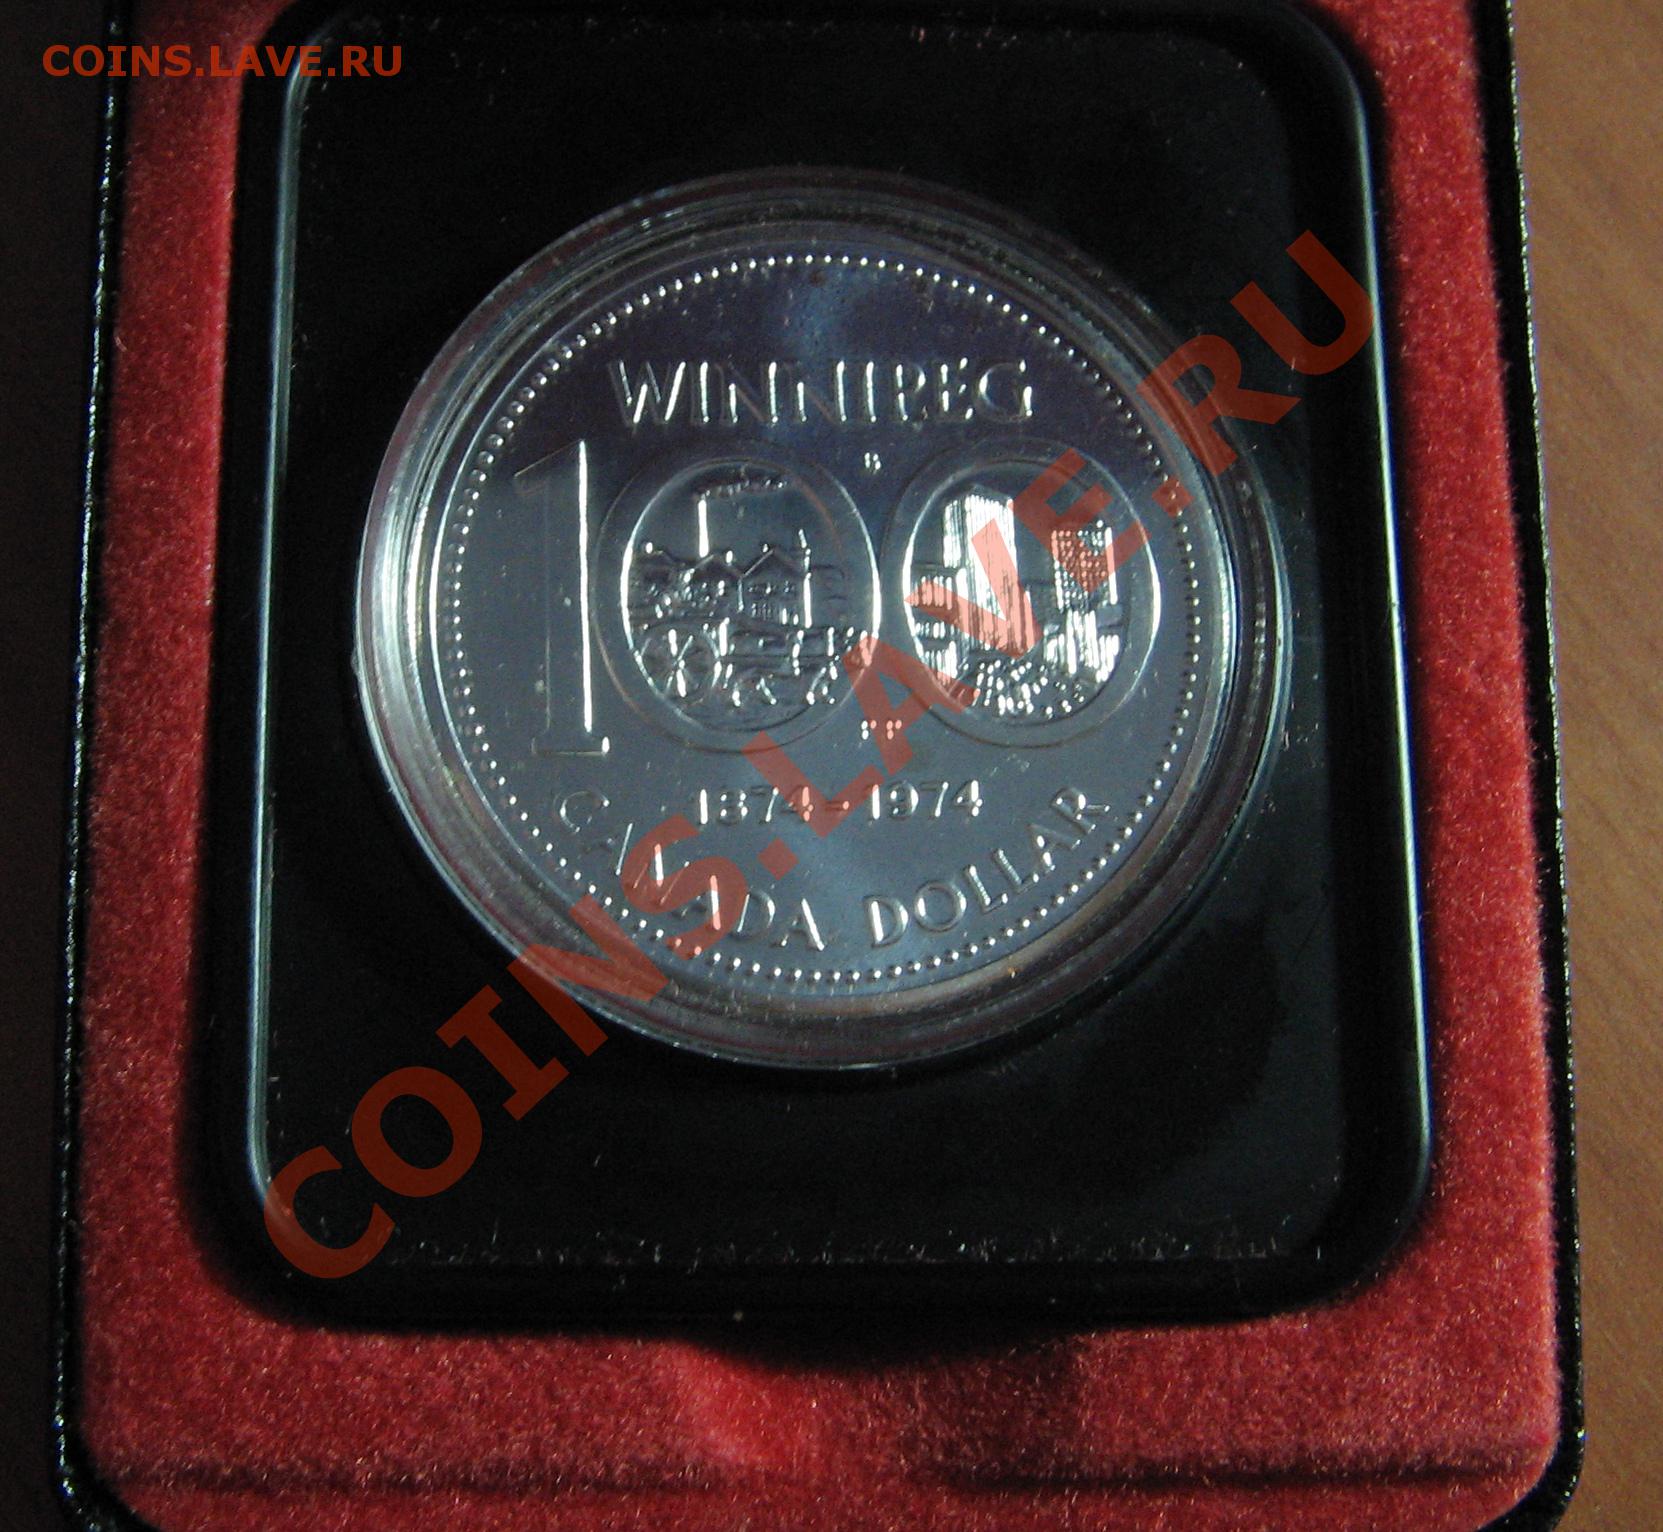 COINS.LAVE.RU
WINNIPEG
B
100
1874-1974
CANADA DOLLAR
COINS.LAVE.RU